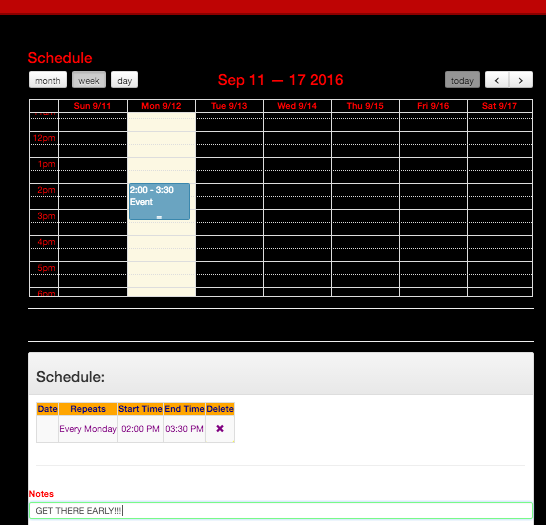 Schedule
month week day Sep 11 — 17 2016 today
Sun 9/11 Mon 9/12 Tue 9/13 Wed 9/14 Thu 9/15 Fri 9/16 Sat 9/17
12pm
1pm
2pm 2:00 - 3:30
Event
3pm
4pm
5pm
6pm
Schedule:
Date Repeats Start Time End Time Delete
Every Monday 02:00 PM 03:30 PM ✖
Notes
GET THERE EARLY!!!